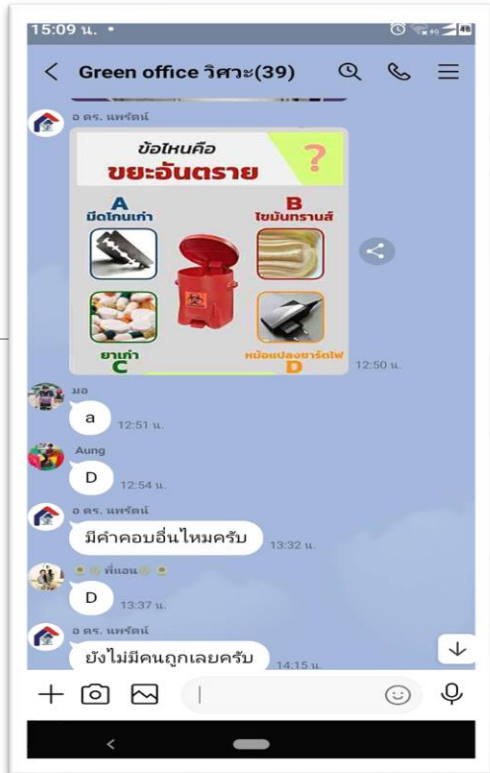 15:09 น.
Green office วิศวะ(39)
อ ดร. นพรัตน์
ข้อไหนคือ
ขยะอันตราย
?
A
มีดโกนเก่า
B
ไขมันทรานส์
ยาเก่า
C
หม้อแปลงชาร์ตไฟ
D
12:50 น.
มอ
a
12:51 น.
Aung
D
12:54 น.
อ ดร. นพรัตน์
มีคำคอบอื่นไหมครับ
13:32 น.
พี่แอน
D
13:37 น.
อ ดร. นพรัตน์
ยังไม่มีคนถูกเลยครับ
14:15 น.